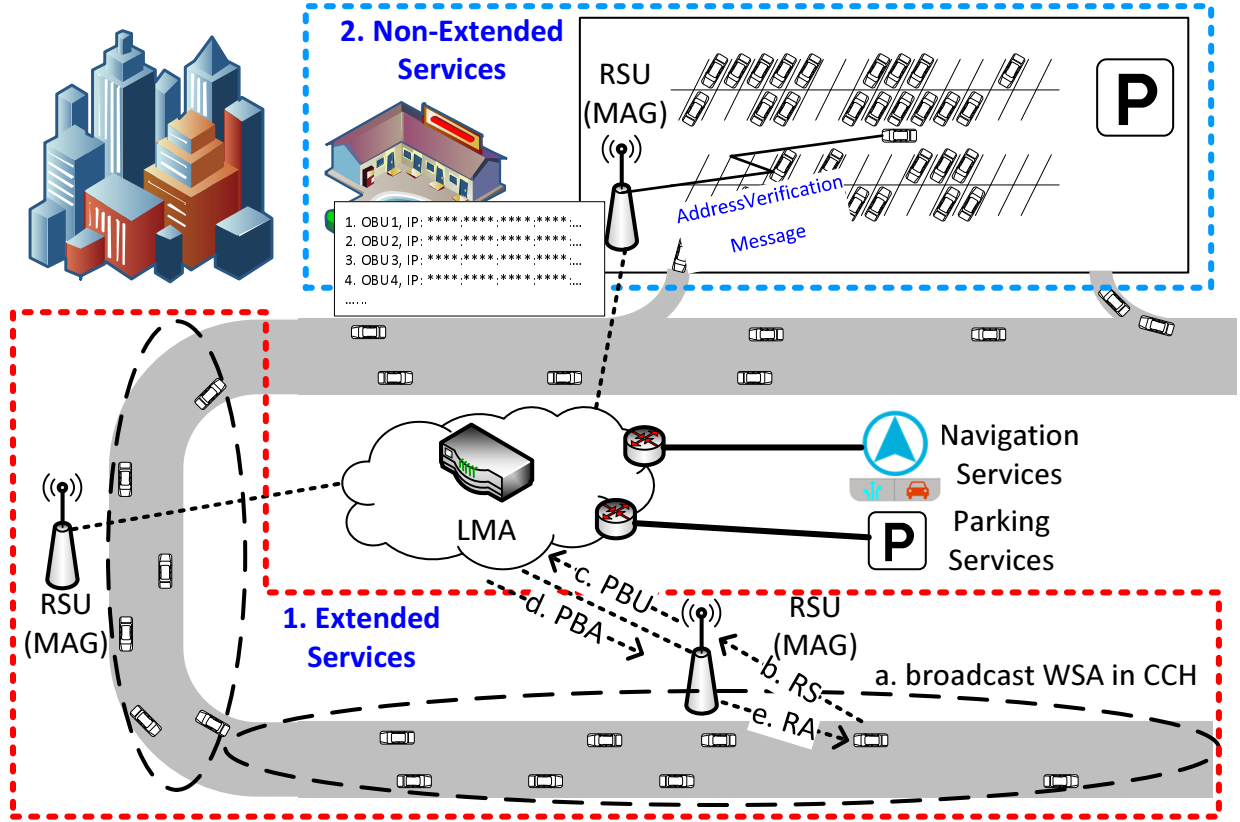 2. Non-Extended
Services
RSU
(MAG)
P
AddressVerification
Message
1. OBU1, IP: ****:****:****:****:...
2. OBU2, IP: ****:****:****:****:...
3. OBU3, IP: ****:****:****:****:...
4. OBU4, IP: ****:****:****:****:...
......
Navigation
Services
LMA
P
Parking
Services
RSU
(MAG)
1. Extended
Services
c. PBU
d. PBA
RSU
(MAG)
b. RS
e. RA
a. broadcast WSA in CCH